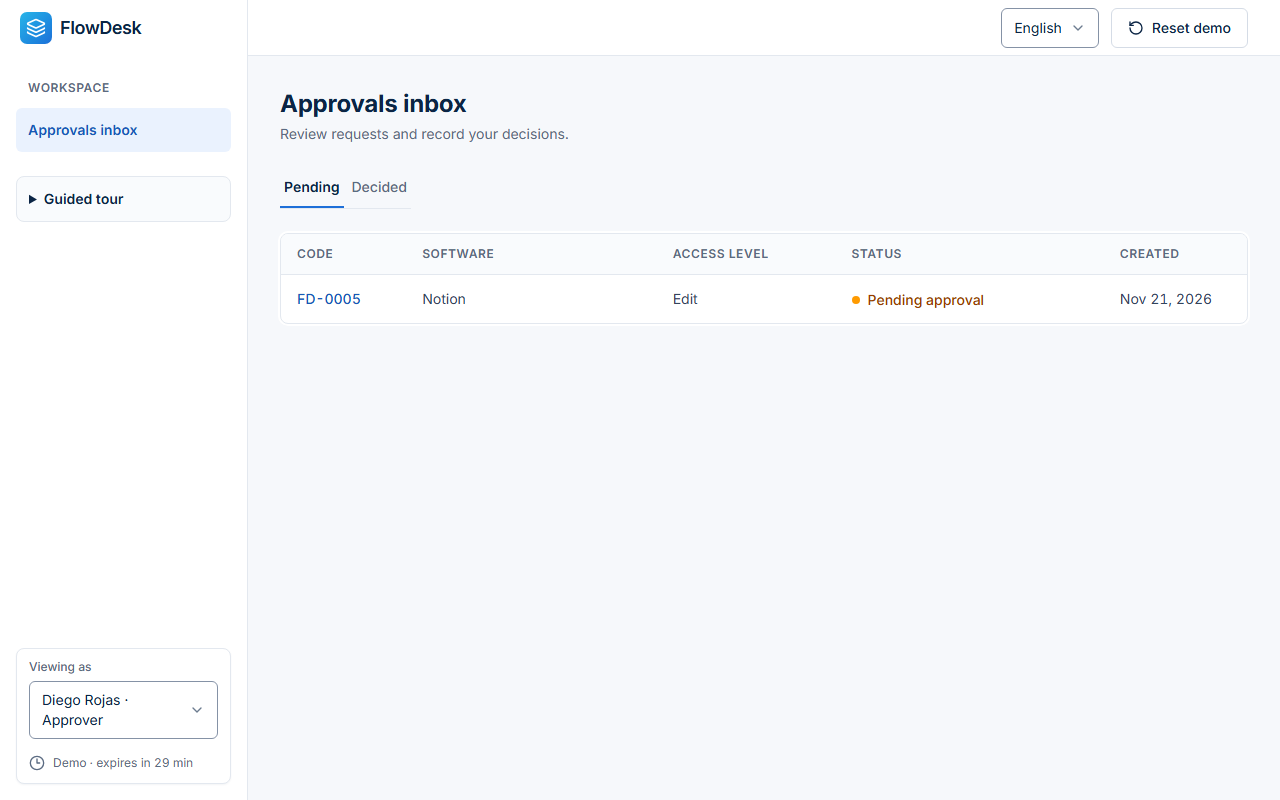 FlowDesk
English
Reset demo
WORKSPACE
Approvals inbox
Guided tour
Approvals inbox
Review requests and record your decisions.
Pending Decided
CODE SOFTWARE ACCESS LEVEL STATUS CREATED
FD-0005 Notion Edit Pending approval Nov 21, 2026
Viewing as
Diego Rojas ·
Approver
Demo · expires in 29 min